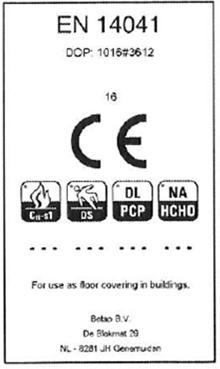 EN 14041
DOP: 1016#3612
16
CE
Cfl-s1 DS DL PCP NA HCHO
--- --- --- ---
For use as floor covering in buildings.
Betap B.V.
De Blokmat 29
NL - 8281 JH Genemuiden